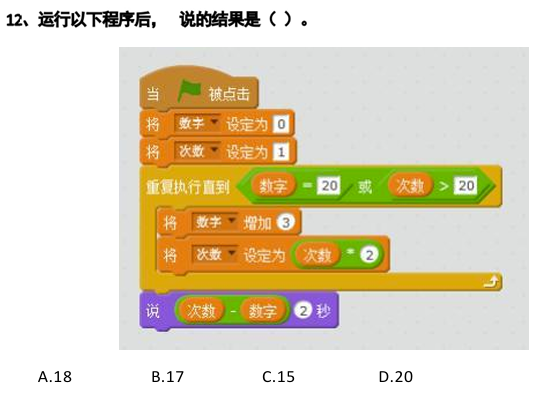 12、运行以下程序后， 说的结果是（ ）。
当 被点击
将 数字 设定为 0
将 次数 设定为 1
重复执行直到 数字 = 20 或 次数 > 20
将 数字 增加 3
将 次数 设定为 次数 * 2
说 次数 - 数字 2 秒
A.18 B.17 C.15 D.20